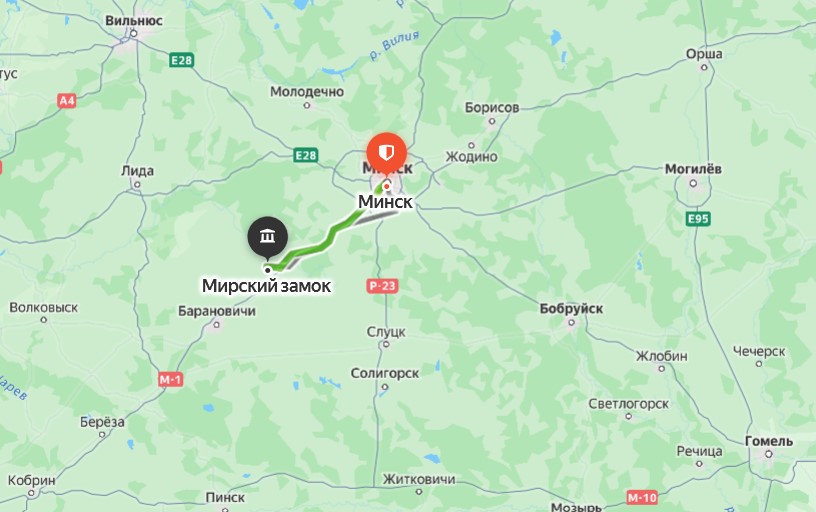 Вильнюс
р. Вилия
Орша
E28
тус
A4
Молодечно
Борисов
E28
Жодино
Лида
Могилёв
Минск
E95
Мирский замок
P-23
Волковыск
Барановичи
Бобруйск
Слуцк
Чечерск
Жлобин
M-1
Солигорск
Светлогорск
Берёза
Гомель
Речица
Кобрин
Житковичи
Пинск
M-10
Мозырь